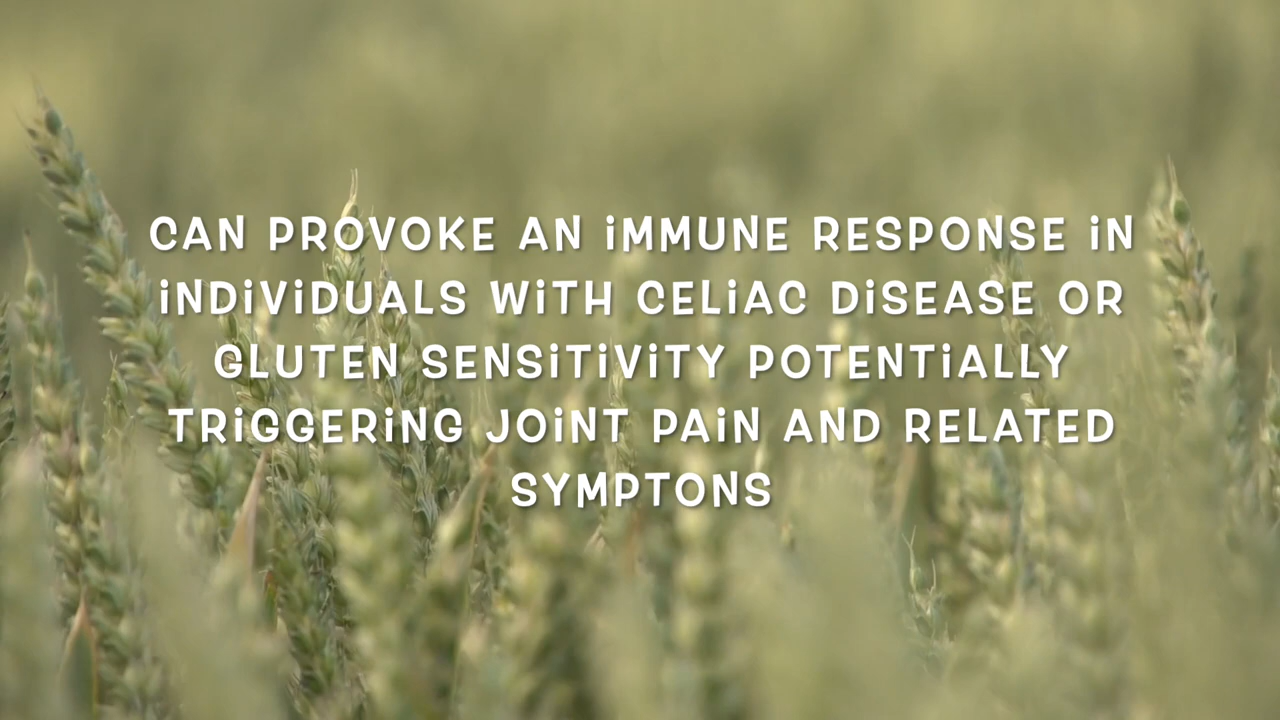 CAN PROVOKE AN iMMUNE RESPONSE iN
iNDiViDUALS WiTH CELiAC DiSEASE OR
GLUTEN SENSiTiViTY POTENTiALLY
TRiGGERiNG JOiNT PAiN AND RELATED
SYMPTONS